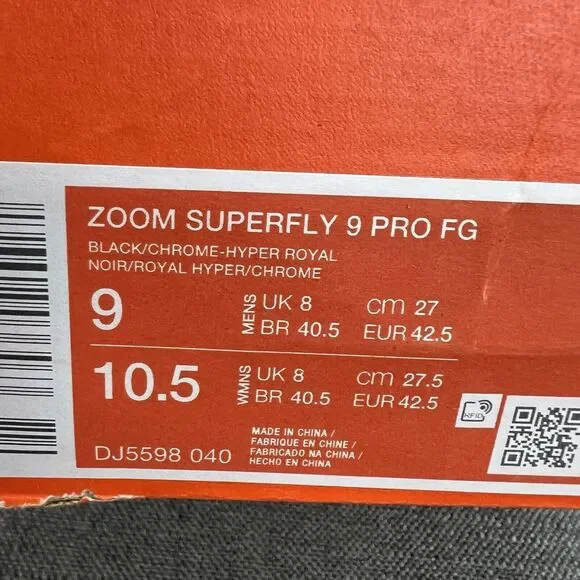 ZOOM SUPERFLY 9 PRO FG
BLACK/CHROME-HYPER ROYAL
NOIR/ROYAL HYPER/CHROME
9
MENS
UK 8
cm 27
BR 40.5
EUR 42.5
10.5
WMNS
UK 8
cm 27.5
BR 40.5
EUR 42.5
RFID
DJ5598 040
MADE IN CHINA /
FABRIQUE EN CHINE /
FABRICADO NA CHINA /
HECHO EN CHINA